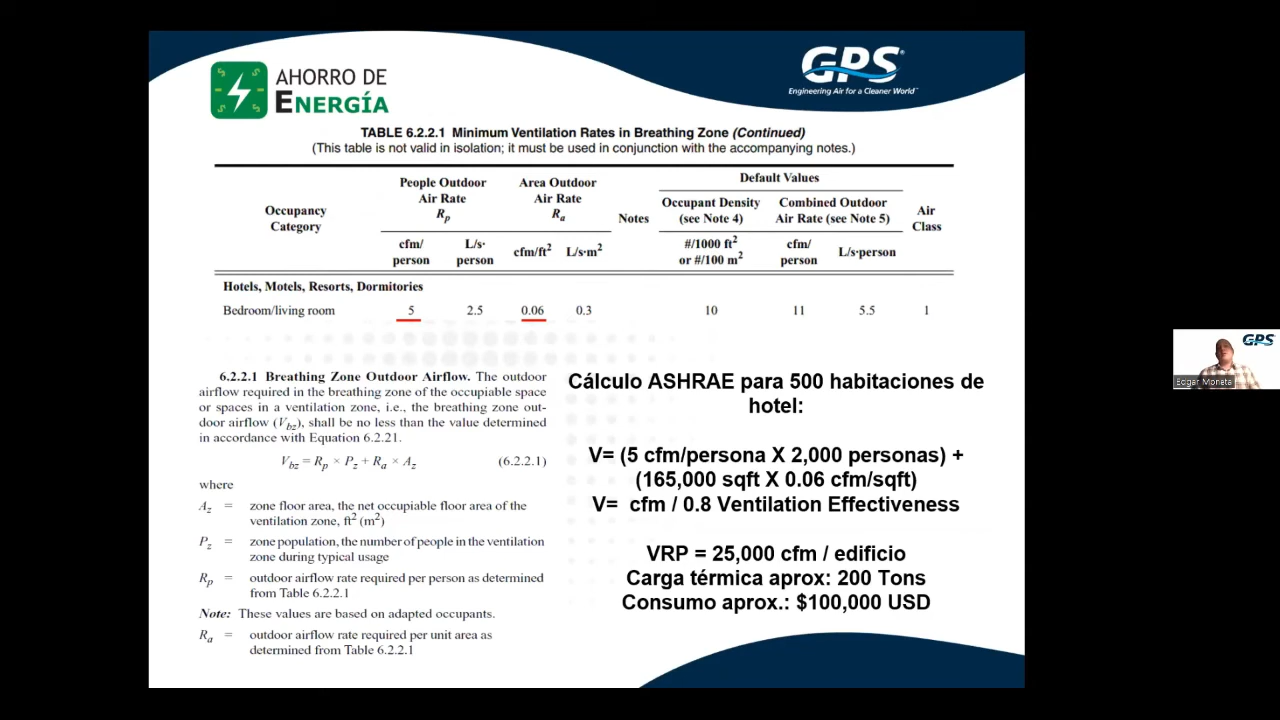 AHORRO DE
ENERGÍA
GPS
Engineering Air for a Cleaner World™
TABLE 6.2.2.1 Minimum Ventilation Rates in Breathing Zone (Continued)
(This table is not valid in isolation; it must be used in conjunction with the accompanying notes.)
Occupancy
Category
People Outdoor
Air Rate
Rp
cfm/
person
L/s·
person
Area Outdoor
Air Rate
Ra
cfm/ft²
L/s·m²
Notes
Default Values
Occupant Density
(see Note 4)
#/1000 ft²
or #/100 m²
Combined Outdoor
Air Rate (see Note 5)
cfm/
person
L/s·person
Air
Class
Hotels, Motels, Resorts, Dormitories
Bedroom/living room 5 2.5 0.06 0.3 10 11 5.5 1
6.2.2.1 Breathing Zone Outdoor Airflow. The outdoor
airflow required in the breathing zone of the occupiable space
or spaces in a ventilation zone, i.e., the breathing zone out-
door airflow (Vbz), shall be no less than the value determined
in accordance with Equation 6.2.21.
Vbz = Rp × Pz + Ra × Az (6.2.2.1)
where
Az = zone floor area, the net occupiable floor area of the
ventilation zone, ft² (m²)
Pz = zone population, the number of people in the ventilation
zone during typical usage
Rp = outdoor airflow rate required per person as determined
from Table 6.2.2.1
Note: These values are based on adapted occupants.
Ra = outdoor airflow rate required per unit area as
determined from Table 6.2.2.1
Cálculo ASHRAE para 500 habitaciones de
hotel:
V= (5 cfm/persona X 2,000 personas) +
(165,000 sqft X 0.06 cfm/sqft)
V= cfm / 0.8 Ventilation Effectiveness
VRP = 25,000 cfm / edificio
Carga térmica aprox: 200 Tons
Consumo aprox.: $100,000 USD
GPS
Edgar Moneta